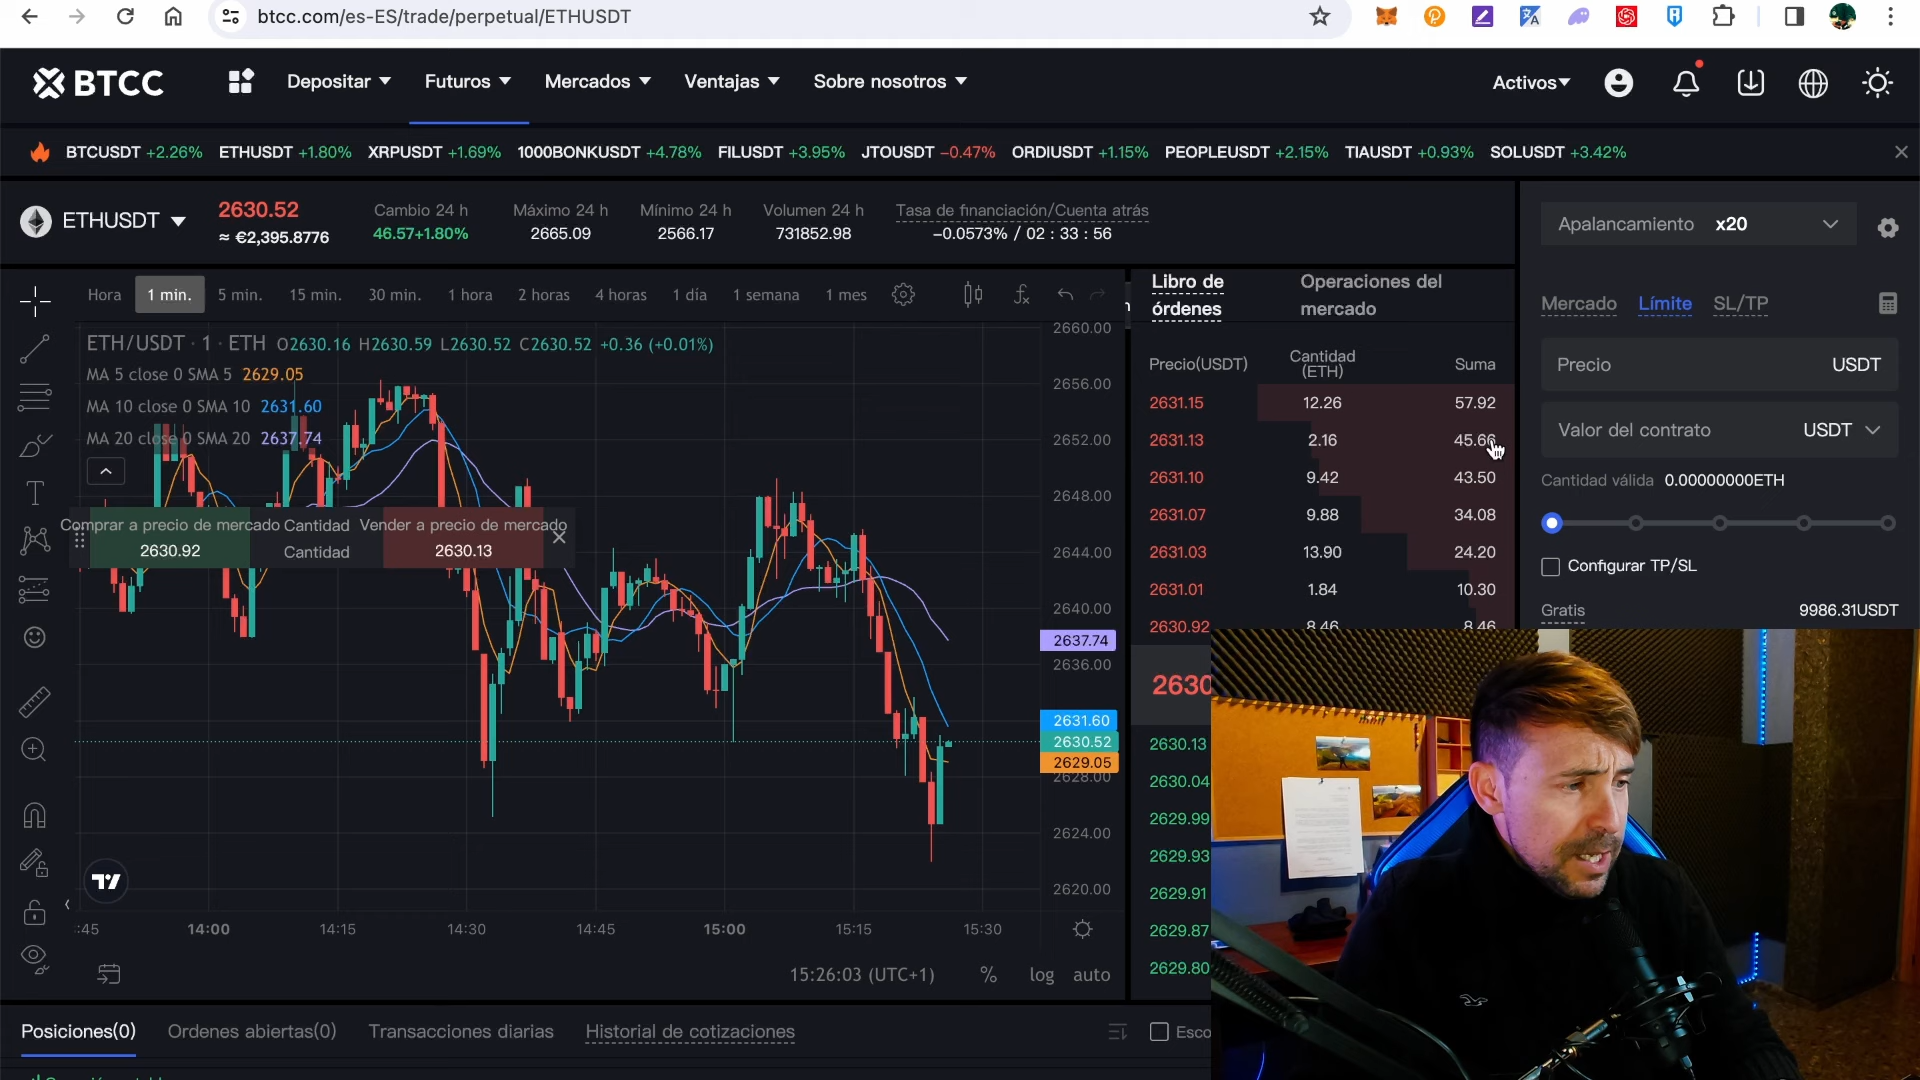 btcc.com/es-ES/trade/perpetual/ETHUSDT
BTCC
Depositar
Futuros
Mercados
Ventajas
Sobre nosotros
Activos
BTCUSDT +2.26% ETHUSDT +1.80% XRPUSDT +1.69% 1000BONKUSDT +4.78% FILUSDT +3.95% JTOUSDT −0.47% ORDIUSDT +1.15% PEOPLEUSDT +2.15% TIAUSDT +0.93% SOLUSDT +3.42%
ETHUSDT
2630.52
≈ €2,395.8776
Cambio 24 h
46.57+1.80%
Máximo 24 h
2665.09
Mínimo 24 h
2566.17
Volumen 24 h
731852.98
Tasa de financiación/Cuenta atrás
−0.0573% / 02 : 33 : 56
Hora 1 min. 5 min. 15 min. 30 min. 1 hora 2 horas 4 horas 1 día 1 semana 1 mes
ETH/USDT · 1 · ETH O2630.16 H2630.59 L2630.52 C2630.52 +0.36 (+0.01%)
MA 5 close 0 SMA 5 2629.05
MA 10 close 0 SMA 10 2631.60
MA 20 close 0 SMA 20 2637.74
Comprar a precio de mercado Cantidad Vender a precio de mercado
2630.92 Cantidad 2630.13
2660.00
2656.00
2652.00
2648.00
2644.00
2640.00
2637.74
2636.00
2631.60
2630.52
2629.05
2628.00
2624.00
2620.00
:45 14:00 14:15 14:30 14:45 15:00 15:15 15:30
15:26:03 (UTC+1) % log auto
Libro de órdenes
Operaciones del mercado
Precio(USDT) Cantidad (ETH) Suma
2631.15 12.26 57.92
2631.13 2.16 45.66
2631.10 9.42 43.50
2631.07 9.88 34.08
2631.03 13.90 24.20
2631.01 1.84 10.30
2630.92 8.46 8.46
2630
2630.13
2630.04
2629.99
2629.93
2629.91
2629.87
2629.80
Apalancamiento x20
Mercado Límite SL/TP
Precio USDT
Valor del contrato USDT
Cantidad válida 0.00000000ETH
Configurar TP/SL
Gratis 9986.31USDT
Posiciones(0) Ordenes abiertas(0) Transacciones diarias Historial de cotizaciones
Esco